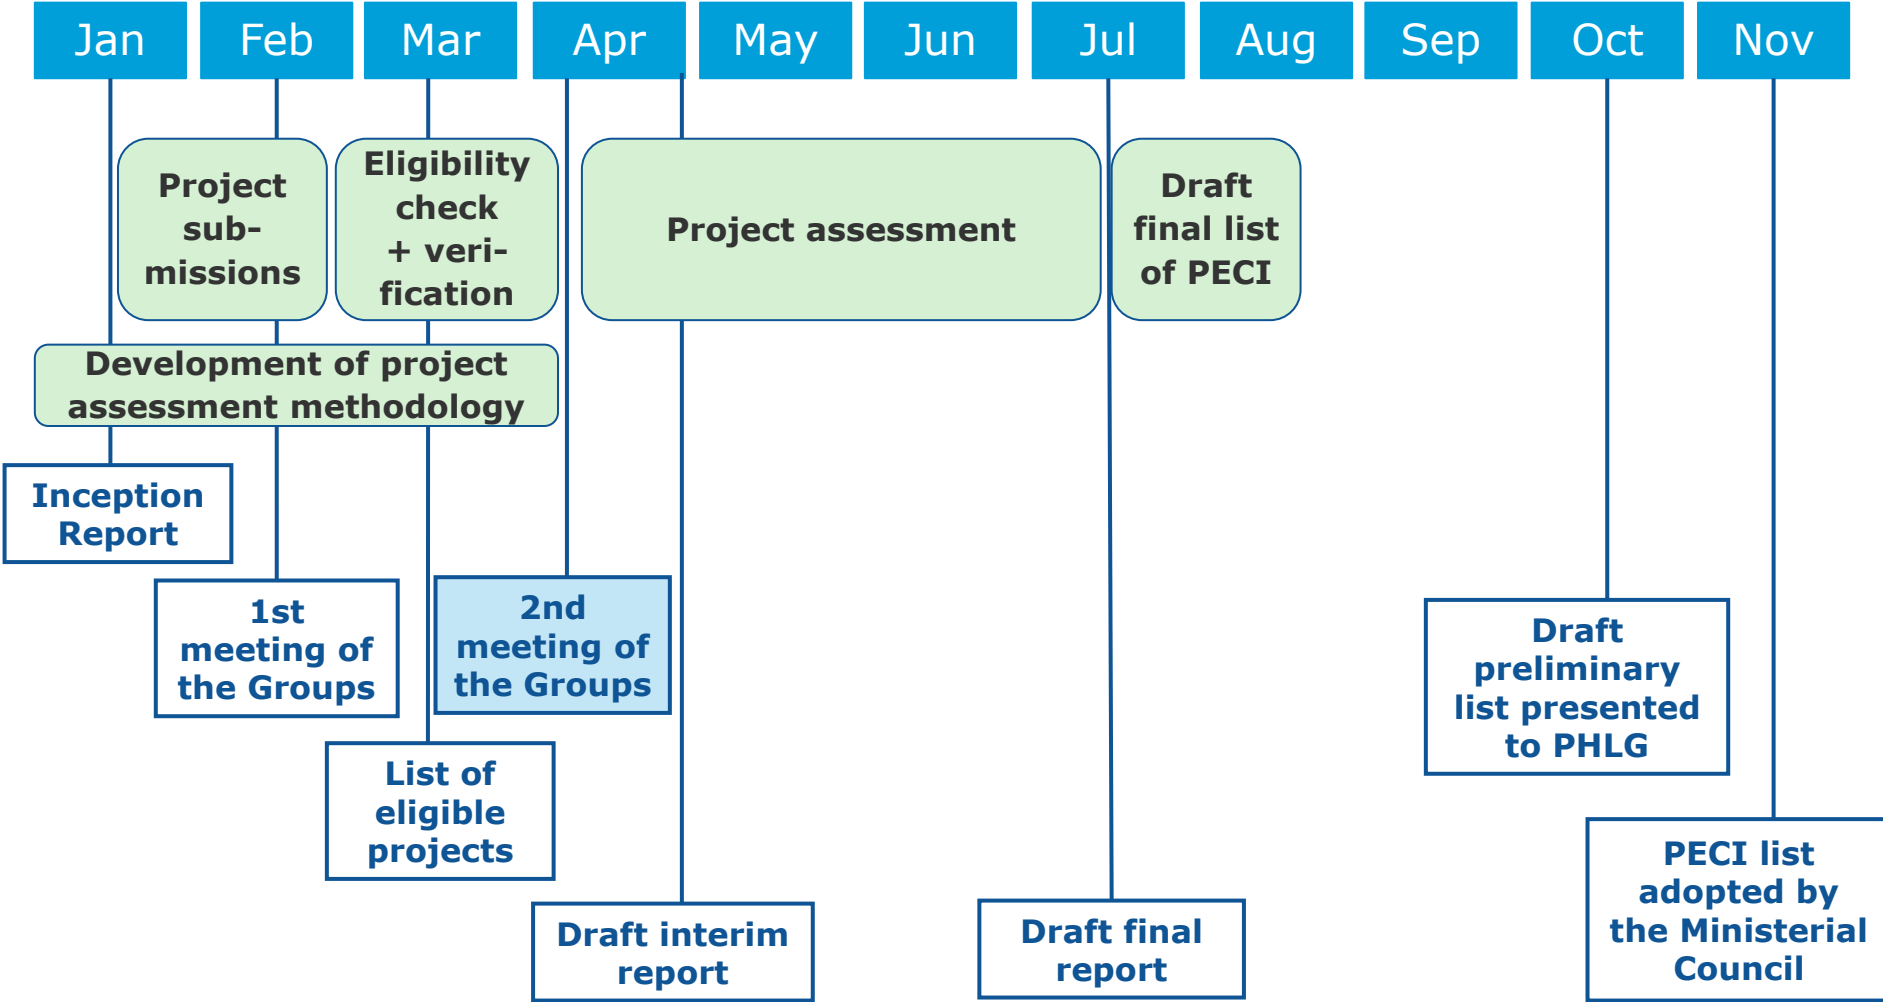 Jan
Feb
Mar
Apr
May
Jun
Jul
Aug
Sep
Oct
Nov
Project
sub-
missions
Eligibility
check
+ veri-
fication
Project assessment
Draft
final list
of PECI
Development of project
assessment methodology
Inception
Report
1st
meeting of
the Groups
2nd
meeting of
the Groups
List of
eligible
projects
Draft interim
report
Draft final
report
Draft
preliminary
list presented
to PHLG
PECI list
adopted by
the Ministerial
Council